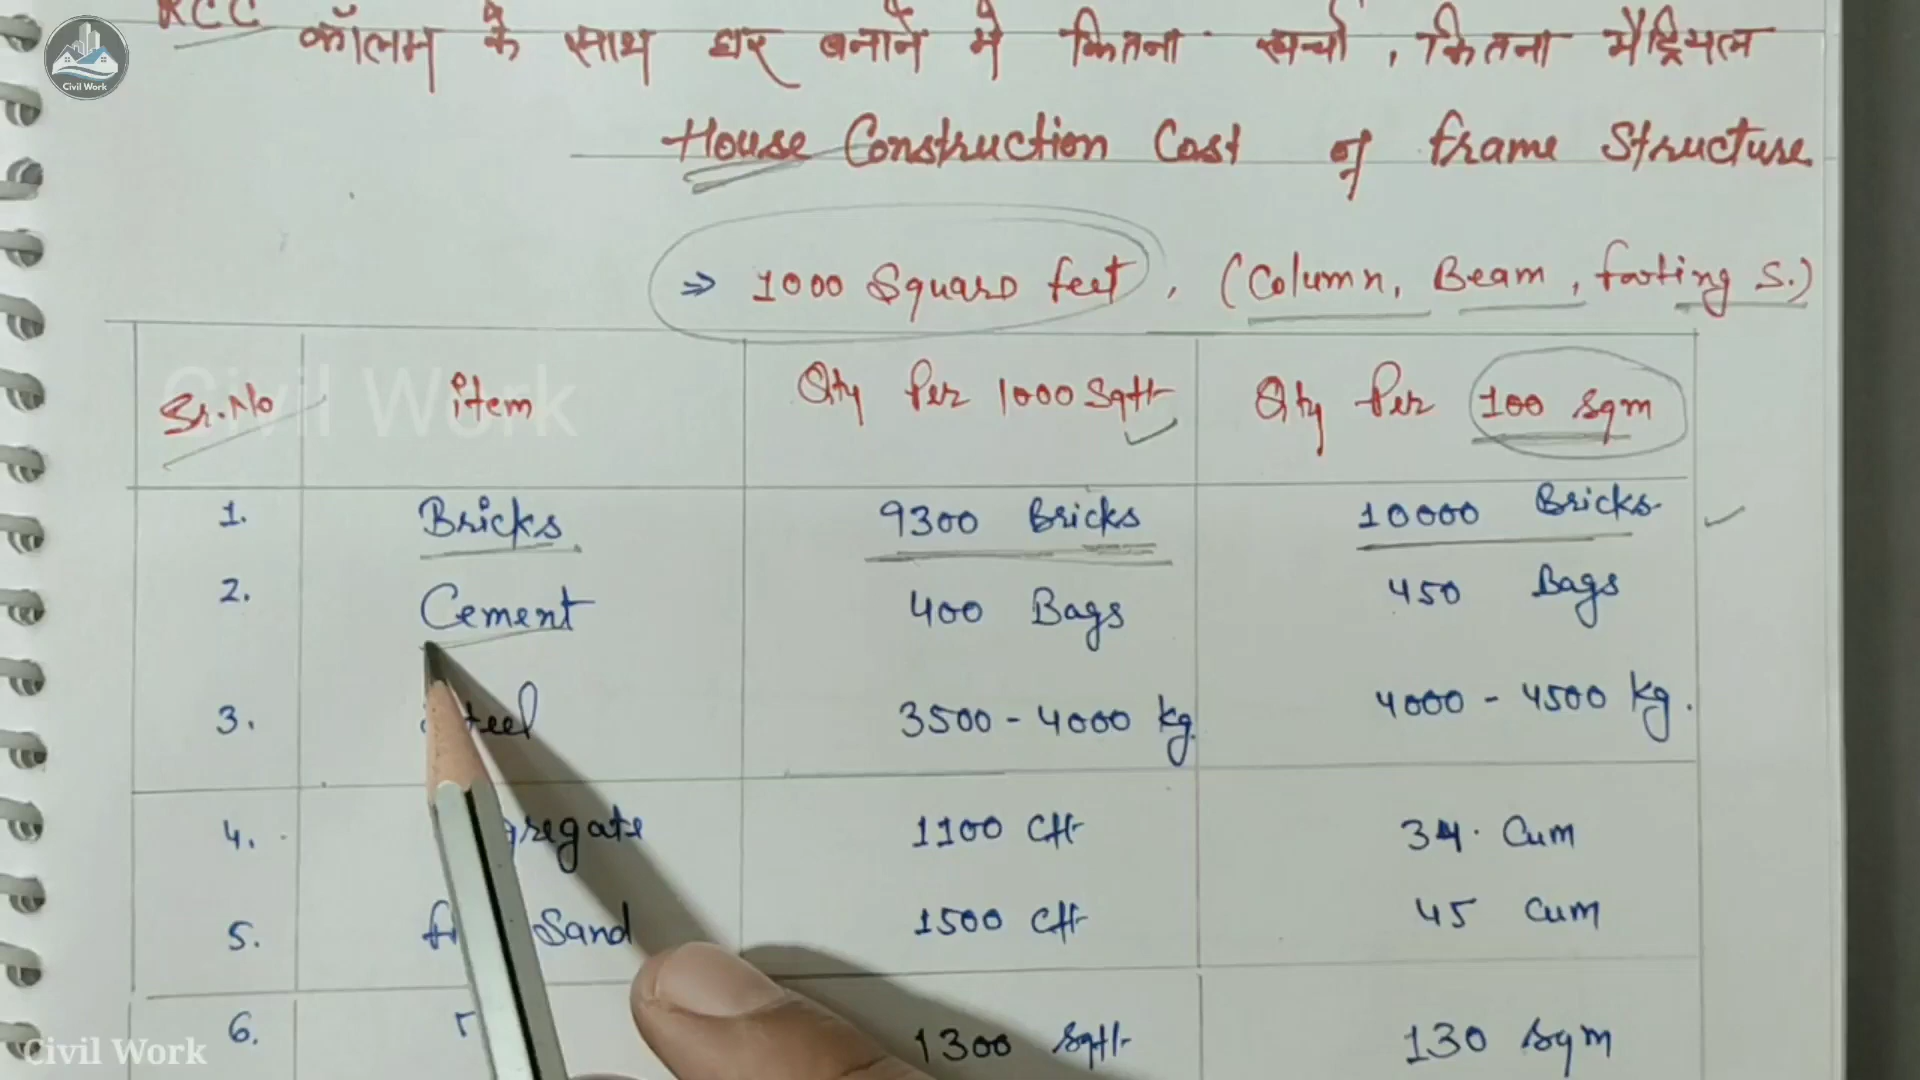 RCC कॉलम के साथ घर बनाने मे कितना खर्चा, कितना मैट्रियल
House Construction Cost of frame Structure
⇒ 1000 Square feet, (Column, Beam, footing S.)
Sr.No item Qty Per 1000 Sqft Qty Per 100 sqm
1. Bricks 9300 Bricks 10000 Bricks
2. Cement 400 Bags 450 Bags
3. Steel 3500 - 4000 kg. 4000 - 4500 kg.
4. 1100 Cft 34. Cum
5. Sand 1500 Cft 45 Cum
6. 1300 Sqft 130 Sqm
Civil Work
Civil Work
Civil Work